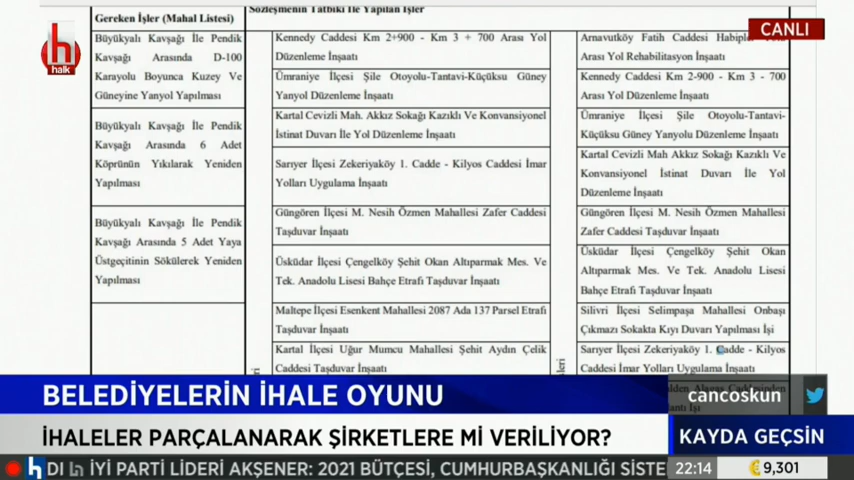 Gereken İşler (Mahal Listesi)
Büyükyalı Kavşağı İle Pendik
Kavşağı Arasında D-100
Karayolu Boyunca Kuzey Ve
Güneyine Yanyol Yapılması
Büyükyalı Kavşağı İle Pendik
Kavşağı Arasında 6 Adet
Köprünün Yıkılarak Yeniden
Yapılması
Büyükyalı Kavşağı İle Pendik
Kavşağı Arasında 5 Adet Yaya
Üstgeçitinin Sökülerek Yeniden
Yapılması
Sözleşmenin Tatbiki İle Yapılan İşler
Kennedy Caddesi Km 2+900 - Km 3 + 700 Arası Yol
Düzenleme İnşaatı
Ümraniye İlçesi Şile Otoyolu-Tantavi-Küçüksu Güney
Yanyol Düzenleme İnşaatı
Kartal Cevizli Mah. Akkız Sokağı Kazıklı Ve Konvansiyonel
İstinat Duvarı İle Yol Düzenleme İnşaatı
Sarıyer İlçesi Zekeriyaköy 1. Cadde - Kilyos Caddesi İmar
Yolları Uygulama İnşaatı
Güngören İlçesi M. Nesih Özmen Mahallesi Zafer Caddesi
Taşduvar İnşaatı
Üsküdar İlçesi Çengelköy Şehit Okan Altıparmak Mes. Ve
Tek. Anadolu Lisesi Bahçe Etrafı Taşduvar İnşaatı
Maltepe İlçesi Esenkent Mahallesi 2087 Ada 137 Parsel Etrafı
Taşduvar İnşaatı
Kartal İlçesi Uğur Mumcu Mahallesi Şehit Aydın Çelik
Caddesi Taşduvar İnşaatı
Arnavutköy Fatih Caddesi
Arası Yol Rehabilitasyon İnşaatı
Kennedy Caddesi Km 2-900 - Km 3 - 700
Arası Yol Düzenleme İnşaatı
Ümraniye İlçesi Şile Otoyolu-Tantavi-
Küçüksu Güney Yanyolu Düzenleme İnşaatı
Kartal Cevizli Mah Akkız Sokağı Kazıklı Ve
Konvansiyonel İstinat Duvarı İle Yol
Düzenleme İnşaatı
Güngören İlçesi M. Nesih Özmen Mahallesi
Zafer Caddesi Taşduvar İnşaatı
Üsküdar İlçesi Çengelköy Şehit Okan
Altıparmak Mes. Ve Tek. Anadolu Lisesi
Bahçe Etrafı Taşduvar İnşaatı
Silivri İlçesi Selimpaşa Mahallesi Onbaşı
Çıkmazı Sokakta Kıyı Duvarı Yapılması İşi
Sarıyer İlçesi Zekeriyaköy 1. Cadde - Kilyos
Caddesi İmar Yolları Uygulama İnşaatı
CANLI
h
halk
BELEDİYELERİN İHALE OYUNU
cancoskun
İHALELER PARÇALANARAK ŞİRKETLERE Mİ VERİLİYOR?
KAYDA GEÇSİN
DI İYİ PARTİ LİDERİ AKŞENER: 2021 BÜTÇESİ, CUMHURBAŞKANLIĞI SİSTE
22:14
€ 9,301